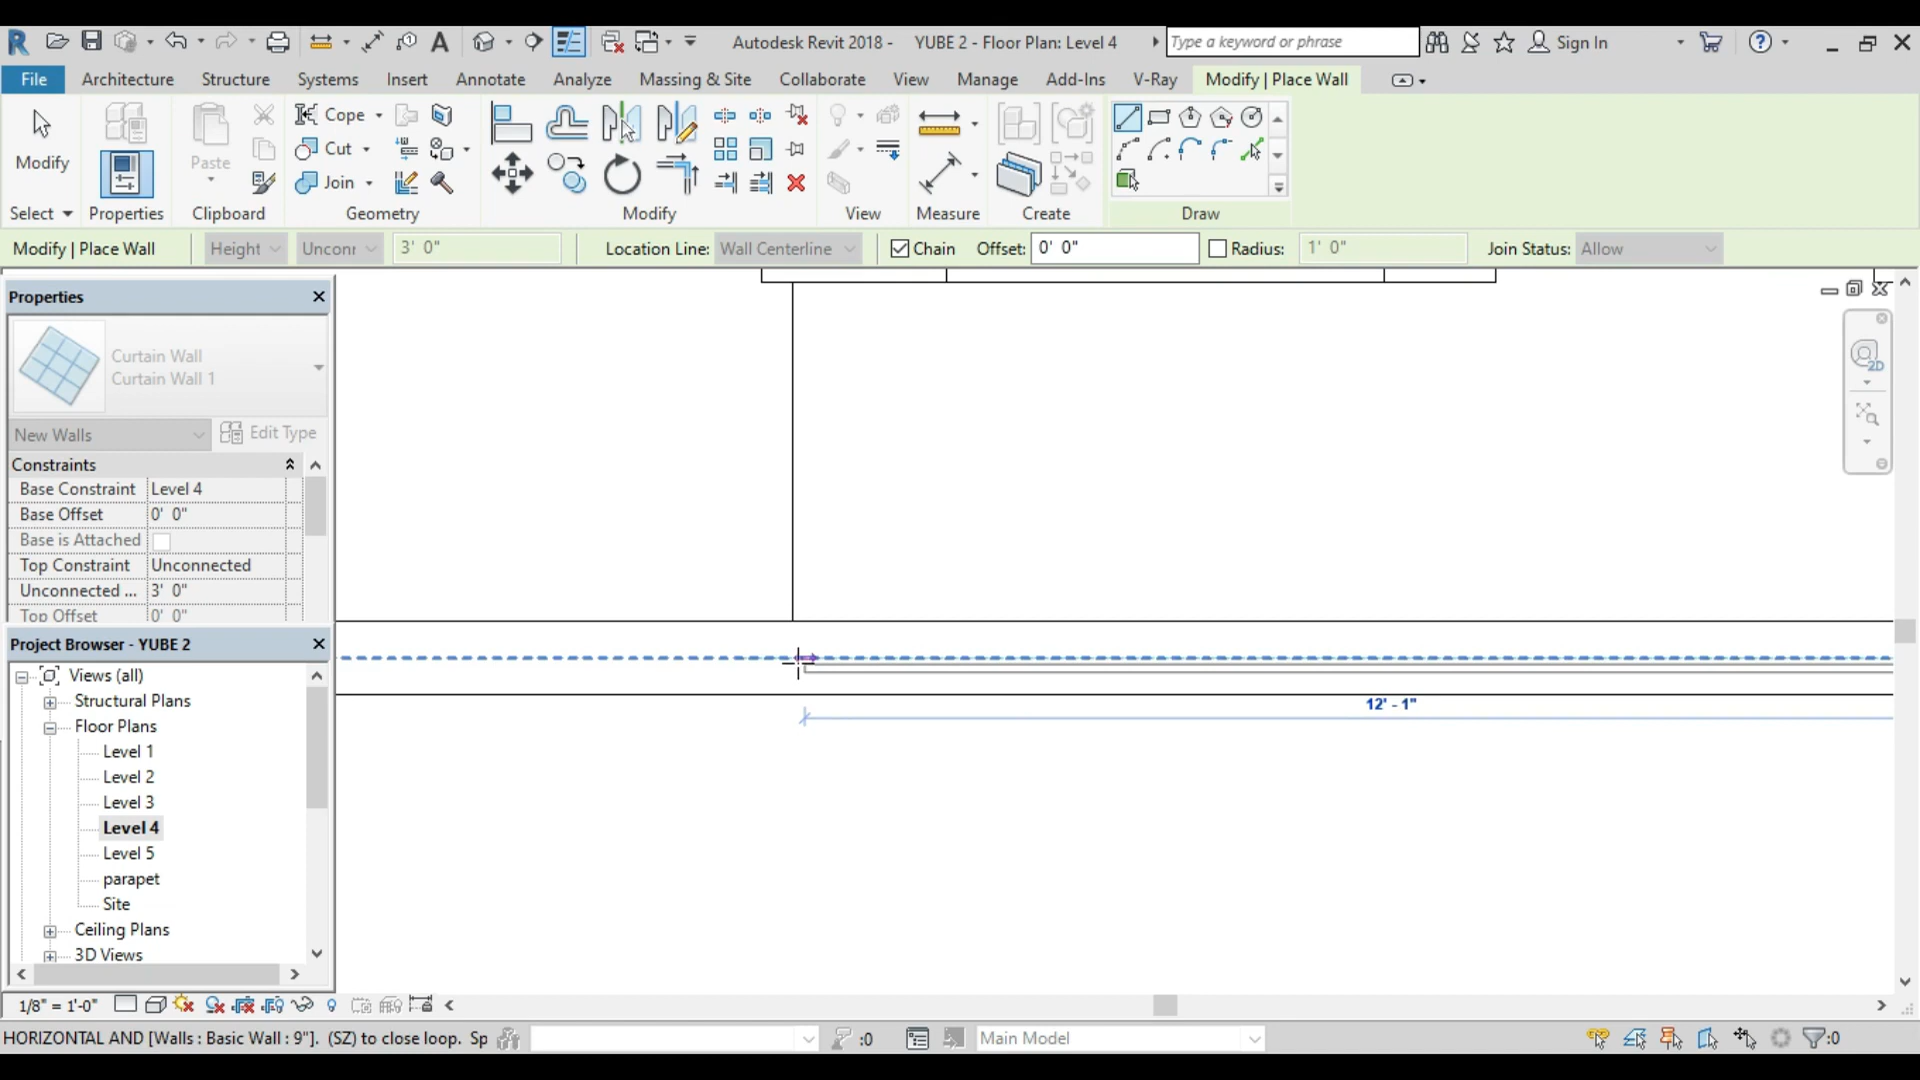 Autodesk Revit 2018 - YUBE 2 - Floor Plan: Level 4
Type a keyword or phrase
Sign In
File Architecture Structure Systems Insert Annotate Analyze Massing & Site Collaborate View Manage Add-Ins V-Ray Modify | Place Wall
Modify
Paste
Cope
Cut
Join
Select Properties Clipboard Geometry Modify View Measure Create Draw
Modify | Place Wall Height Uncon 3' 0" Location Line: Wall Centerline Chain Offset: 0' 0" Radius: 1' 0" Join Status: Allow
Properties
Curtain Wall
Curtain Wall 1
New Walls Edit Type
Constraints
Base Constraint Level 4
Base Offset 0' 0"
Base is Attached
Top Constraint Unconnected
Unconnected ... 3' 0"
Top Offset 0' 0"
Project Browser - YUBE 2
Views (all)
Structural Plans
Floor Plans
Level 1
Level 2
Level 3
Level 4
Level 5
parapet
Site
Ceiling Plans
3D Views
2D
12' - 1"
1/8" = 1'-0"
HORIZONTAL AND [Walls : Basic Wall : 9"]. (SZ) to close loop. Sp
:0
Main Model
:0